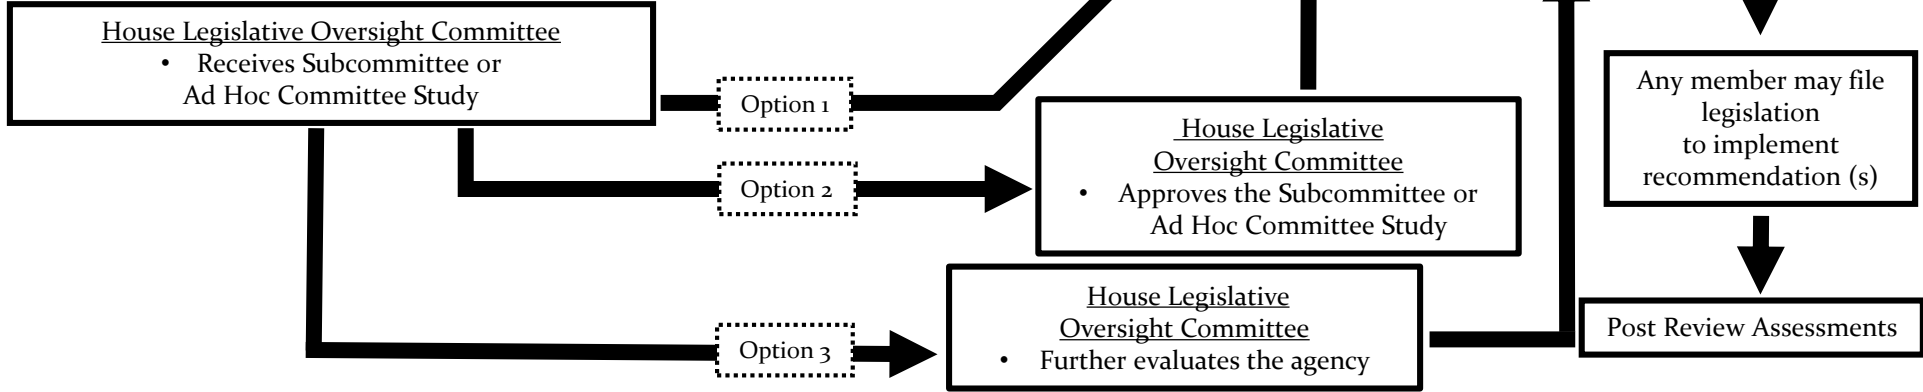 House Legislative Oversight Committee
• Receives Subcommittee or
Ad Hoc Committee Study
Option 1
Option 2
Option 3
House Legislative
Oversight Committee
• Approves the Subcommittee or
Ad Hoc Committee Study
House Legislative
Oversight Committee
• Further evaluates the agency
Any member may file
legislation
to implement
recommendation (s)
Post Review Assessments